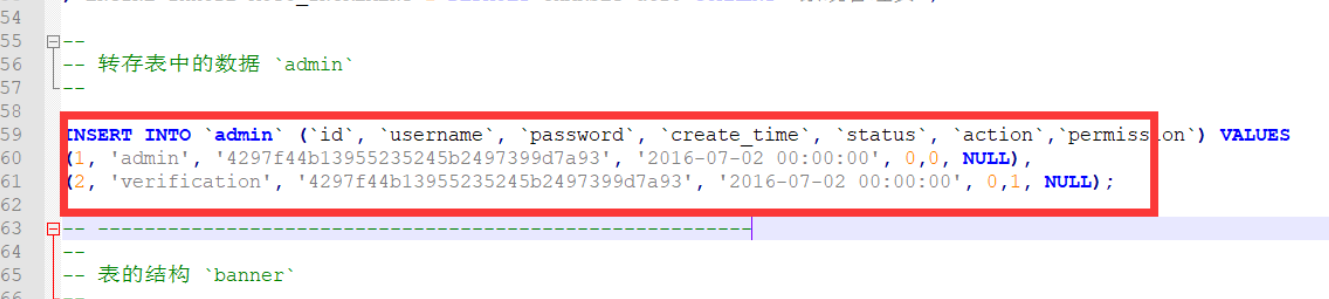 54
55 --
56 -- 转存表中的数据 `admin`
57 --
58
59 INSERT INTO `admin` (`id`, `username`, `password`, `create_time`, `status`, `action`,`permission`) VALUES
60 (1, 'admin', '4297f44b13955235245b2497399d7a93', '2016-07-02 00:00:00', 0,0, NULL),
61 (2, 'verification', '4297f44b13955235245b2497399d7a93', '2016-07-02 00:00:00', 0,1, NULL);
62
63 -- --------------------------------------------------------
64 --
65 -- 表的结构 `banner`
66 --